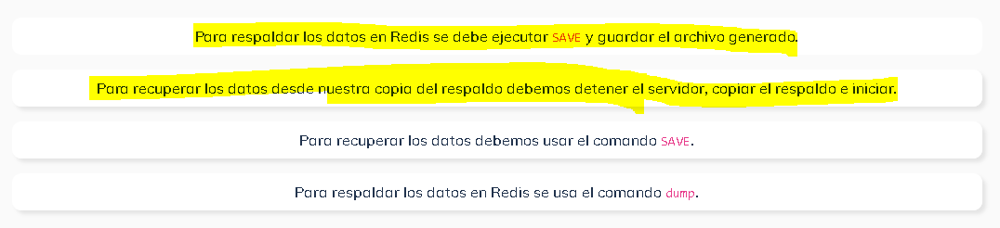 Para respaldar los datos en Redis se debe ejecutar SAVE y guardar el archivo generado.
Para recuperar los datos desde nuestra copia del respaldo debemos detener el servidor, copiar el respaldo e iniciar.
Para recuperar los datos debemos usar el comando SAVE.
Para respaldar los datos en Redis se usa el comando dump.